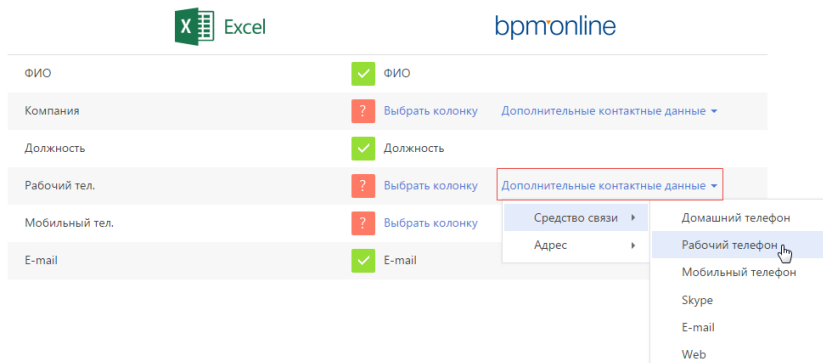 Excel bpm'online
ФИО ФИО
Компания ? Выбрать колонку Дополнительные контактные данные
Должность Должность
Рабочий тел. ? Выбрать колонку Дополнительные контактные данные
Мобильный тел. ? Выбрать колонку
E-mail E-mail
Средство связи
Адрес
Домашний телефон
Рабочий телефон
Мобильный телефон
Skype
E-mail
Web